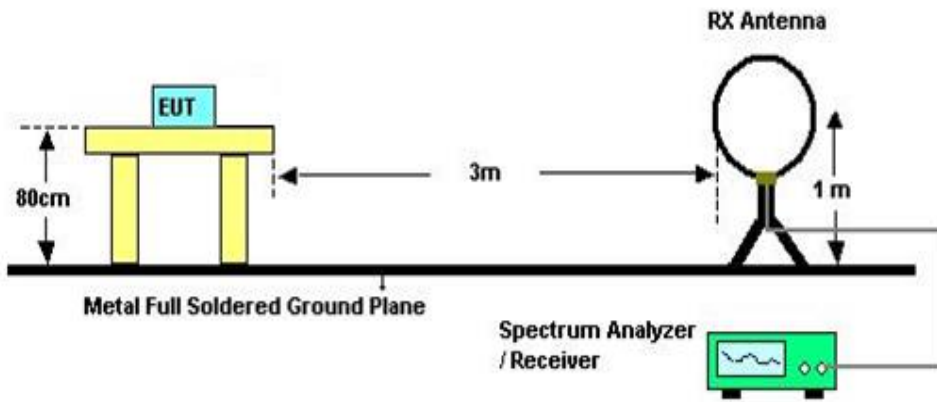 RX Antenna
EUT
80cm
3m
1 m
Metal Full Soldered Ground Plane
Spectrum Analyzer
/ Receiver